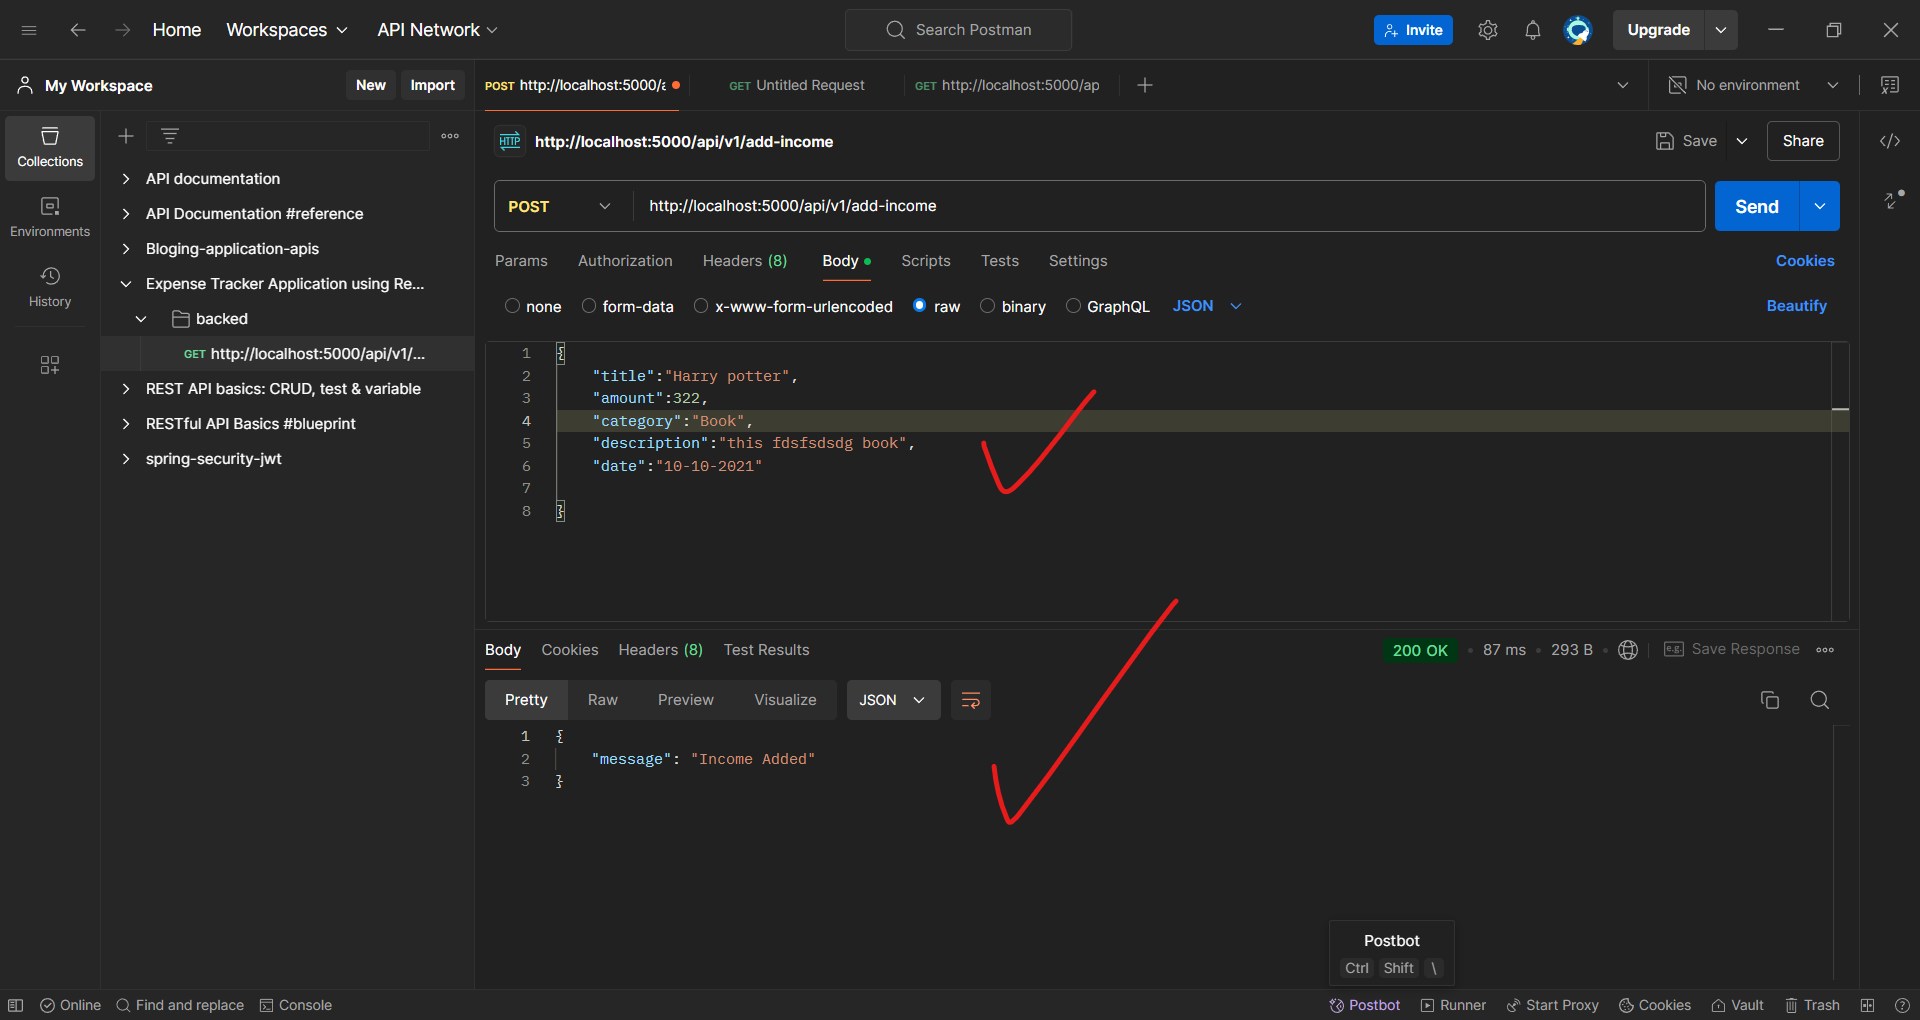 Home
Workspaces
API Network
Search Postman
Invite
Upgrade
My Workspace
New
Import
POST http://localhost:5000/a
GET Untitled Request
GET http://localhost:5000/ap
No environment
Collections
Environments
History
API documentation
API Documentation #reference
Bloging-application-apis
Expense Tracker Application using Re...
backed
GET http://localhost:5000/api/v1/...
REST API basics: CRUD, test & variable
RESTful API Basics #blueprint
spring-security-jwt
HTTP http://localhost:5000/api/v1/add-income
Save
Share
POST http://localhost:5000/api/v1/add-income
Send
Params Authorization Headers (8) Body Scripts Tests Settings
Cookies
none form-data x-www-form-urlencoded raw binary GraphQL JSON
Beautify
1 {
2 "title":"Harry potter",
3 "amount":322,
4 "category":"Book",
5 "description":"this fdsfsdsdg book",
6 "date":"10-10-2021"
7
8 }
Body Cookies Headers (8) Test Results
200 OK • 87 ms • 293 B
e.g. Save Response
Pretty Raw Preview Visualize JSON
1 {
2 "message": "Income Added"
3 }
Postbot
Ctrl Shift \
Online Find and replace Console
Postbot Runner Start Proxy Cookies Vault Trash